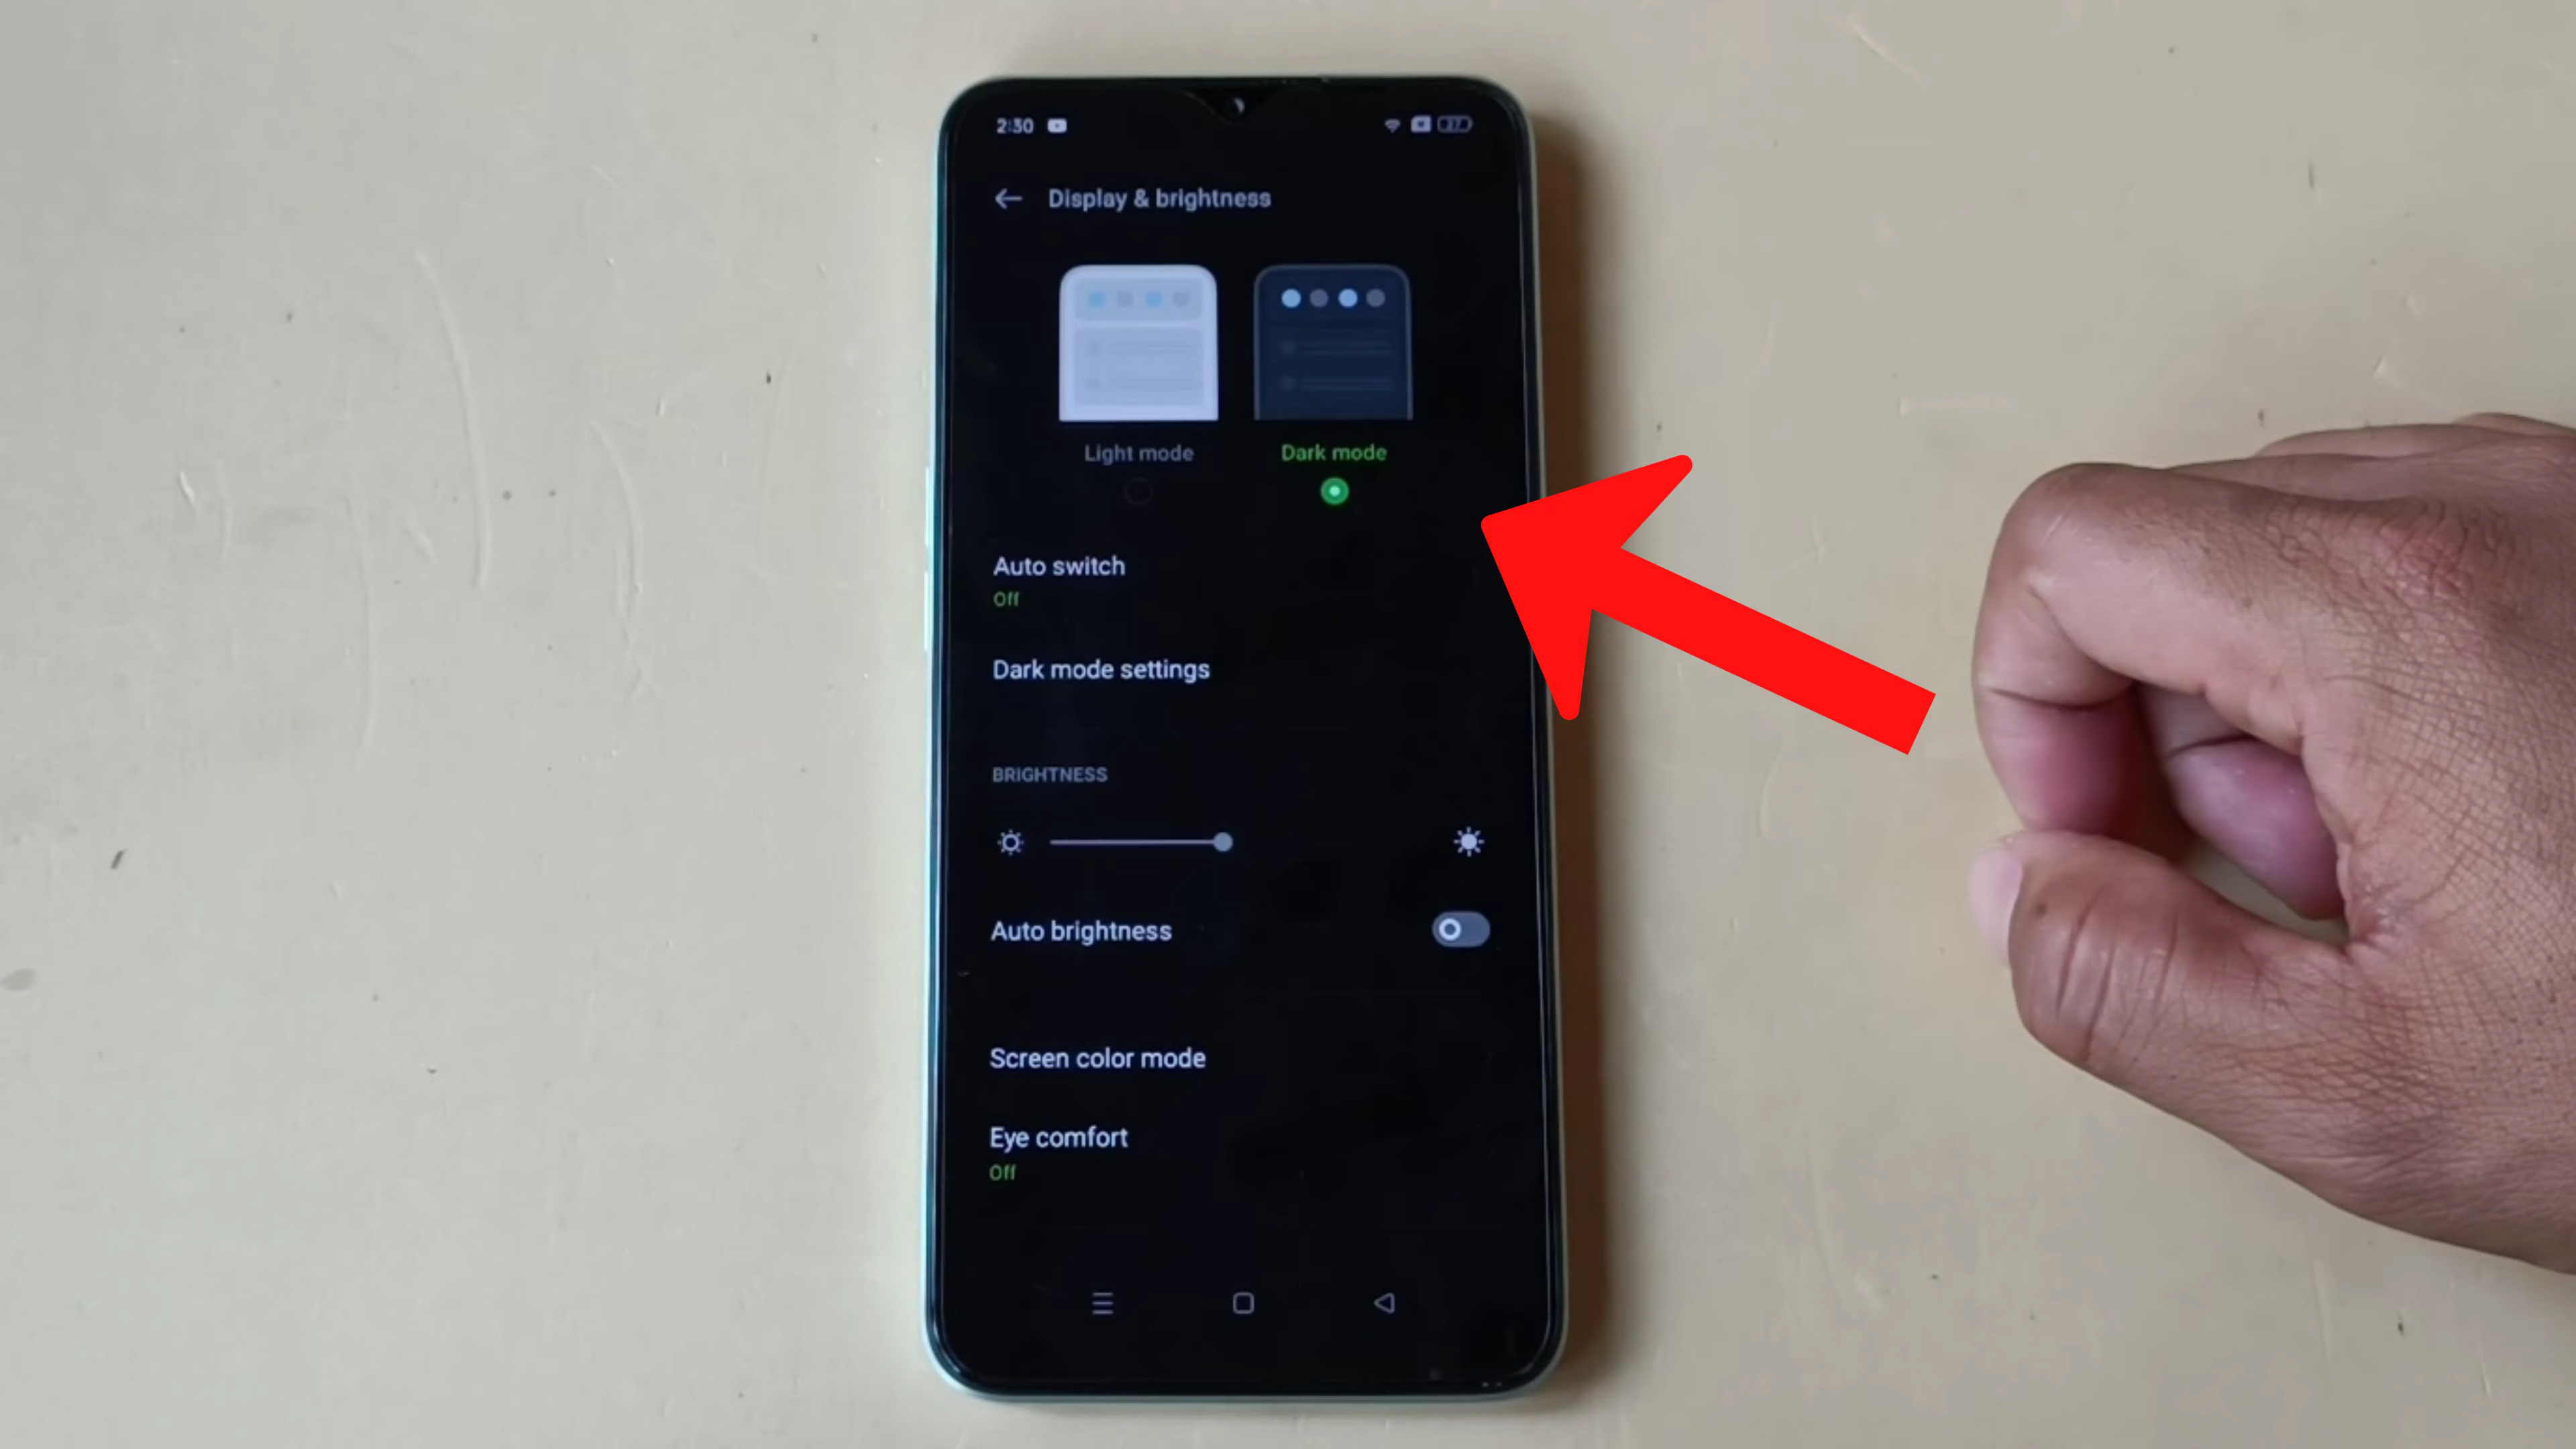 2:30
Display & brightness
Light mode
Dark mode
Auto switch
Off
Dark mode settings
BRIGHTNESS
Auto brightness
Screen color mode
Eye comfort
Off